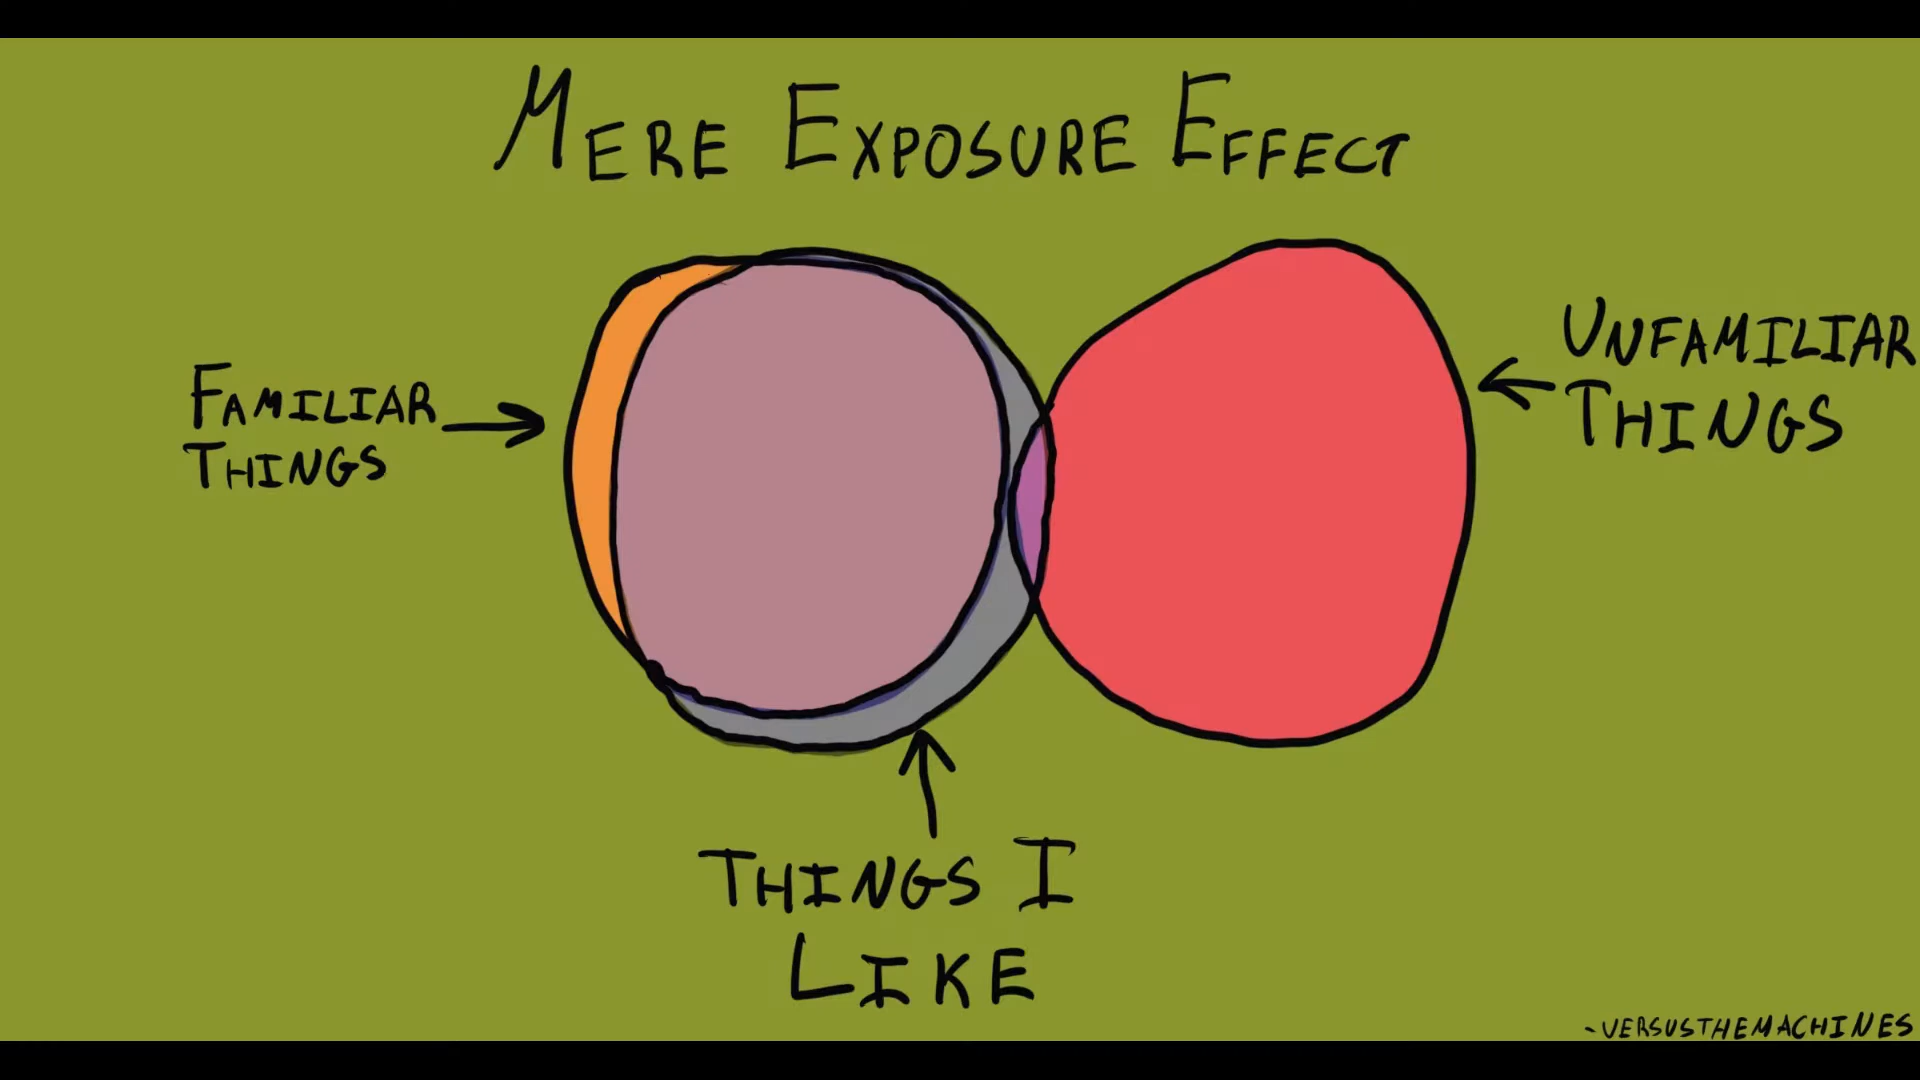 MERE EXPOSURE EFFECT
FAMILIAR
THINGS
UNFAMILIAR
THINGS
THINGS I
LIKE
~VERSUSTHEMACHINES